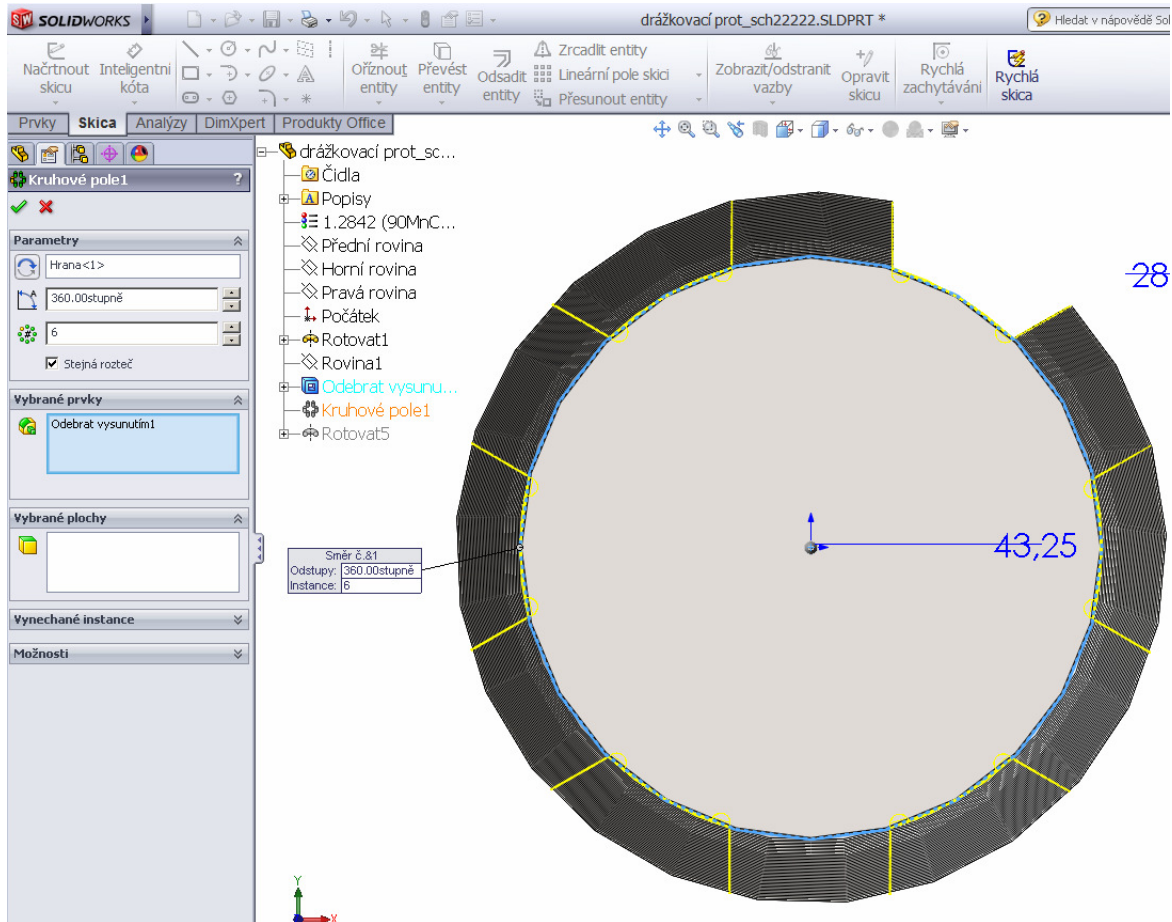 SW SOLIDWORKS
drážkovací prot_sch22222.SLDPRT *
? Hledat v nápovědě Sol
Načrtnout skicu
Inteligentní kóta
Oříznout entity
Převést entity
Odsadit entity
Zrcadlit entity
Lineární pole skici
Přesunout entity
Zobrazit/odstranit vazby
Opravit skicu
Rychlá zachytávání
Rychlá skica
Prvky
Skica
Analýzy
DimXpert
Produkty Office
Kruhové pole1
?
Parametry
Hrana<1>
360.00stupně
6
Stejná rozteč
Vybrané prvky
Odebrat vysunutím1
Vybrané plochy
Vynechané instance
Možnosti
drážkovací prot_sc...
Čidla
A Popisy
1.2842 (90MnC...
Přední rovina
Horní rovina
Pravá rovina
Počátek
Rotovat1
Rovina1
Odebrat vysunu...
Kruhové pole1
Rotovat5
Směr č.&1
Odstupy: 360.00stupně
Instance: 6
28
43,25
Y
X